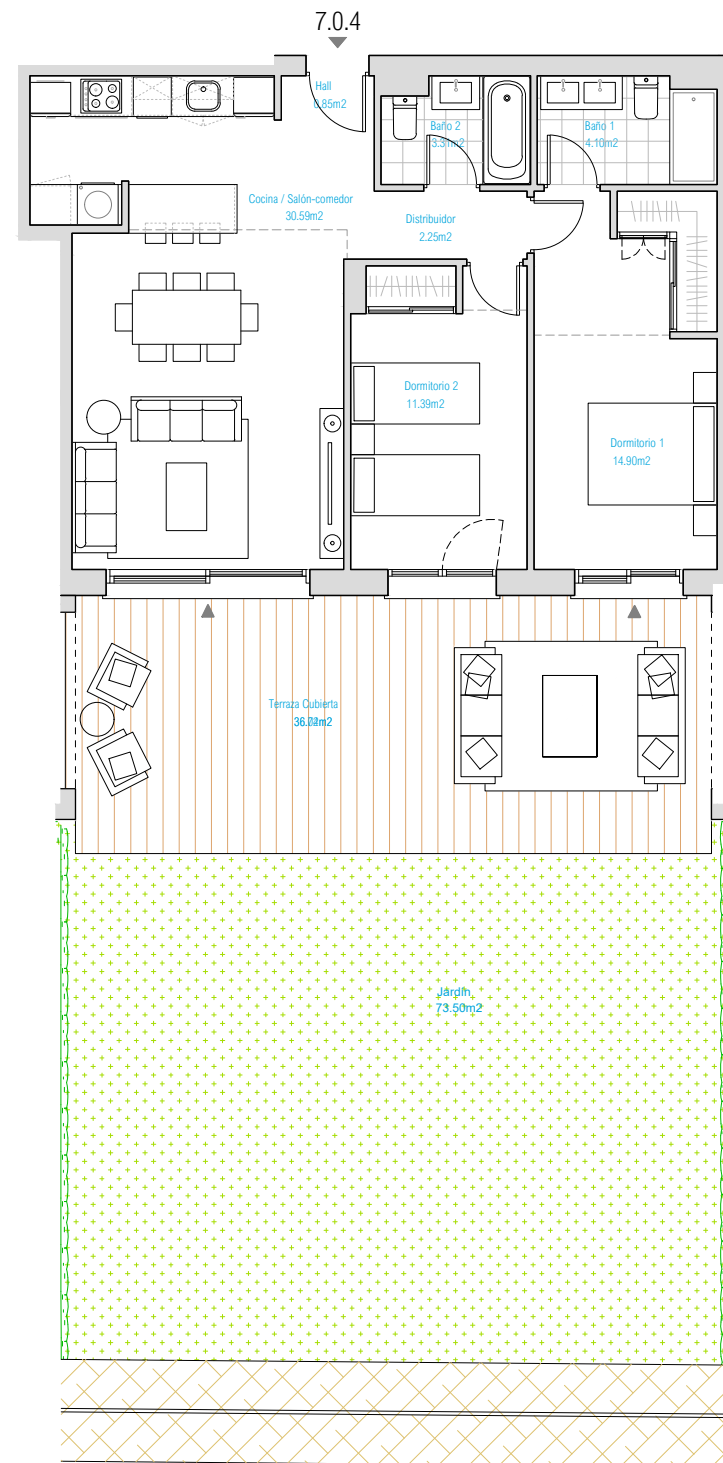 7.0.4
Hall
0.85m2
Baño 2
3.31m2
Baño 1
4.10m2
Cocina / Salón-comedor
30.59m2
Distribuidor
2.25m2
Dormitorio 2
11.39m2
Dormitorio 1
14.90m2
Terraza Cubierta
Jardín
73.50m2